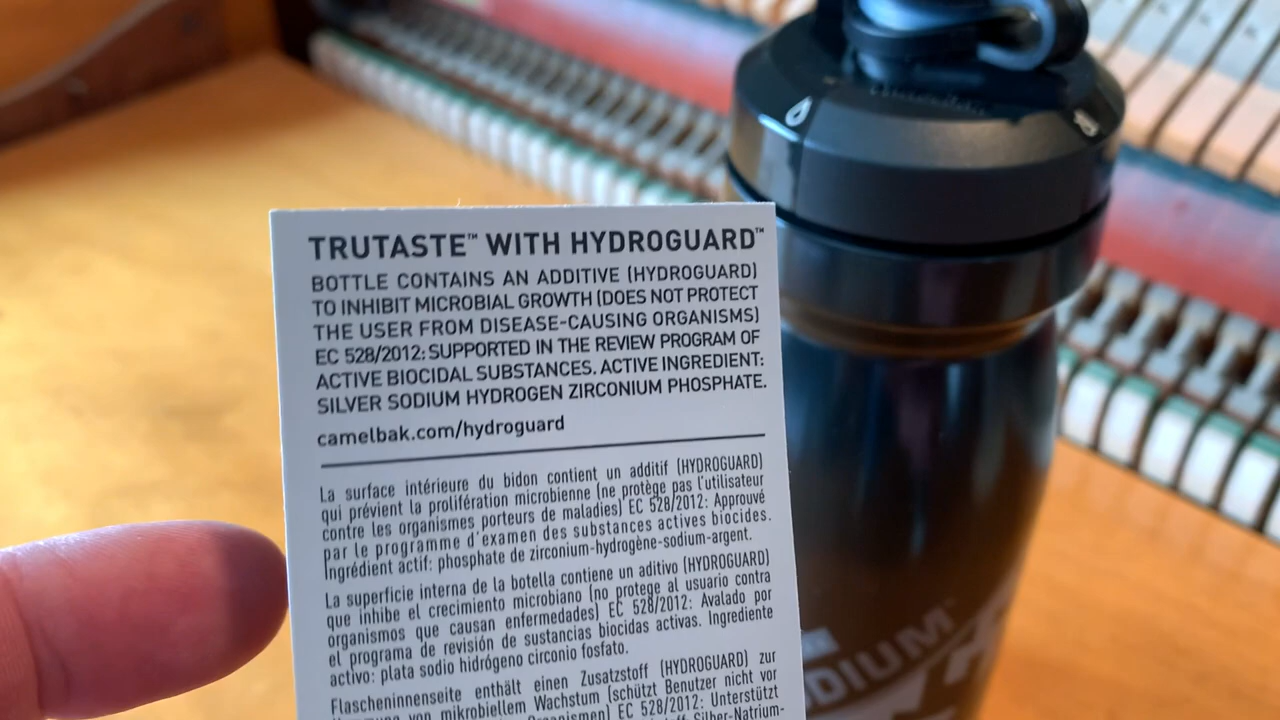 TRUTASTE™ WITH HYDROGUARD™
BOTTLE CONTAINS AN ADDITIVE (HYDROGUARD)
TO INHIBIT MICROBIAL GROWTH (DOES NOT PROTECT
THE USER FROM DISEASE-CAUSING ORGANISMS)
EC 528/2012: SUPPORTED IN THE REVIEW PROGRAM OF
ACTIVE BIOCIDAL SUBSTANCES. ACTIVE INGREDIENT:
SILVER SODIUM HYDROGEN ZIRCONIUM PHOSPHATE.
camelbak.com/hydroguard
La surface intérieure du bidon contient un additif (HYDROGUARD)
qui prévient la prolifération microbienne (ne protège pas l'utilisateur
contre les organismes porteurs de maladies) EC 528/2012: Approuvé
par le programme d'examen des substances actives biocides.
Ingrédient actif: phosphate de zirconium-hydrogène-sodium-argent.
La superficie interna de la botella contiene un aditivo (HYDROGUARD)
que inhibe el crecimiento microbiano (no protege al usuario contra
organismos que causan enfermedades) EC 528/2012: Avalado por
el programa de revisión de sustancias biocidas activas. Ingrediente
activo: plata sodio hidrógeno circonio fosfato.
Flascheninnenseite enthält einen Zusatzstoff (HYDROGUARD) zur
von mikrobiellem Wachstum (schützt Benutzer nicht vor
Organismen) EC 528/2012: Unterstützt
Silber-Natrium-
ODIUM™